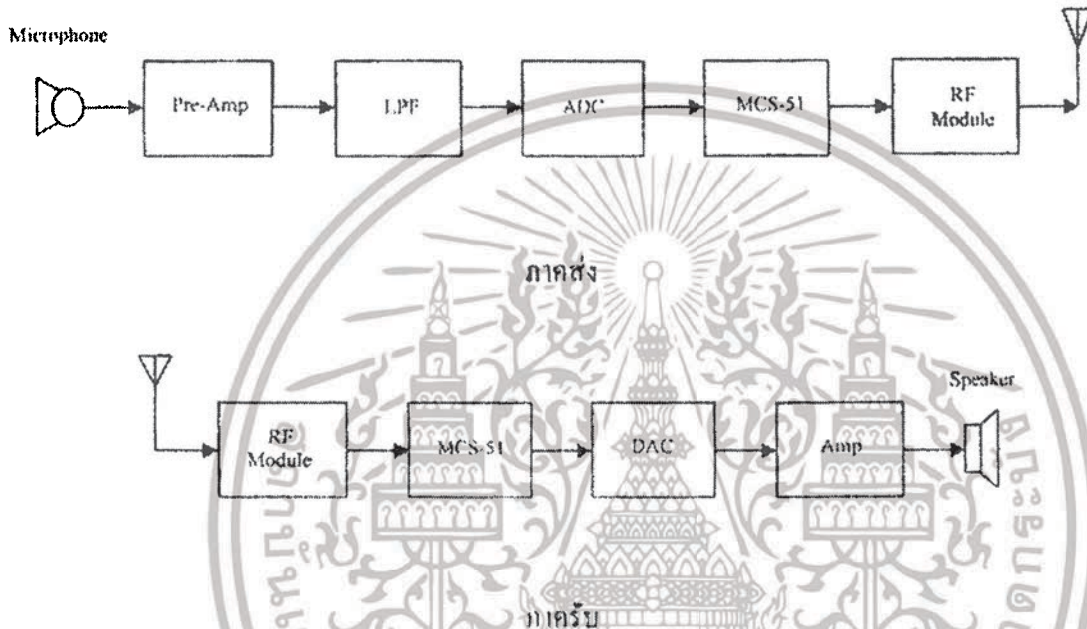 Microphone
Pre-Amp
LPF
ADC
MCS-51
RF
Module
ภาคส่ง
RF
Module
MCS-51
DAC
Amp
Speaker
ภาครับ